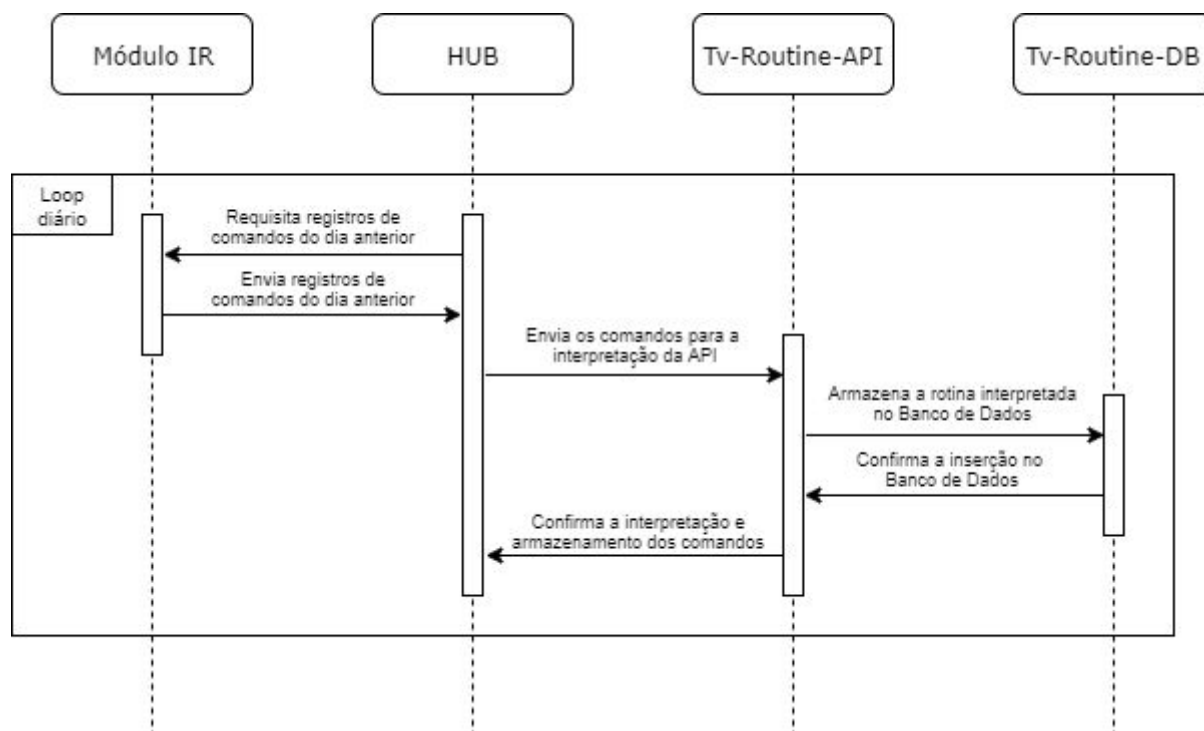 Módulo IR
HUB
Tv-Routine-API
Tv-Routine-DB
Loop
diário
Requisita registros de
comandos do dia anterior
Envia registros de
comandos do dia anterior
Envia os comandos para a
interpretação da API
Armazena a rotina interpretada
no Banco de Dados
Confirma a inserção no
Banco de Dados
Confirma a interpretação e
armazenamento dos comandos